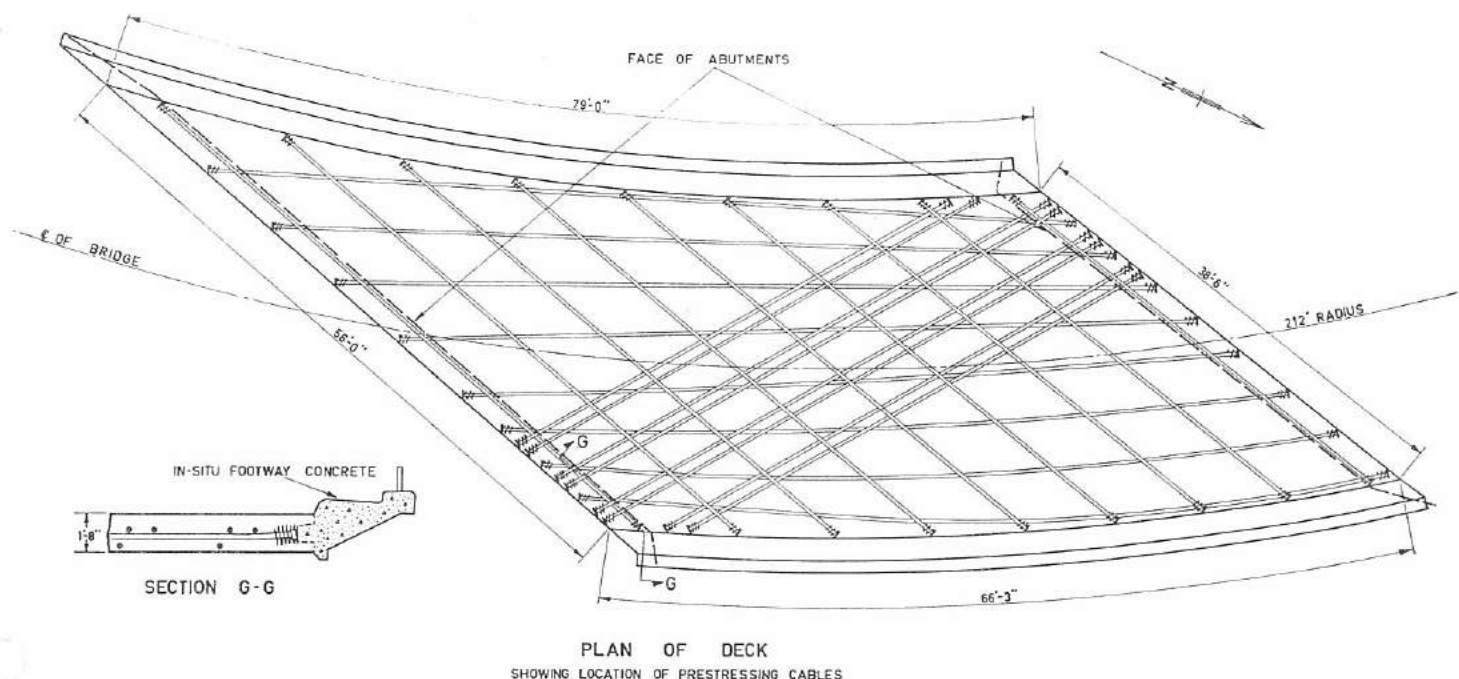 FACE OF ABUTMENTS
79'-0"
N
38'-6"
212' RADIUS
℄ OF BRIDGE
56'-0"
G
G
66'-3"
IN-SITU FOOTWAY CONCRETE
1'-8"
SECTION G-G
PLAN OF DECK
SHOWING LOCATION OF PRESTRESSING CABLES